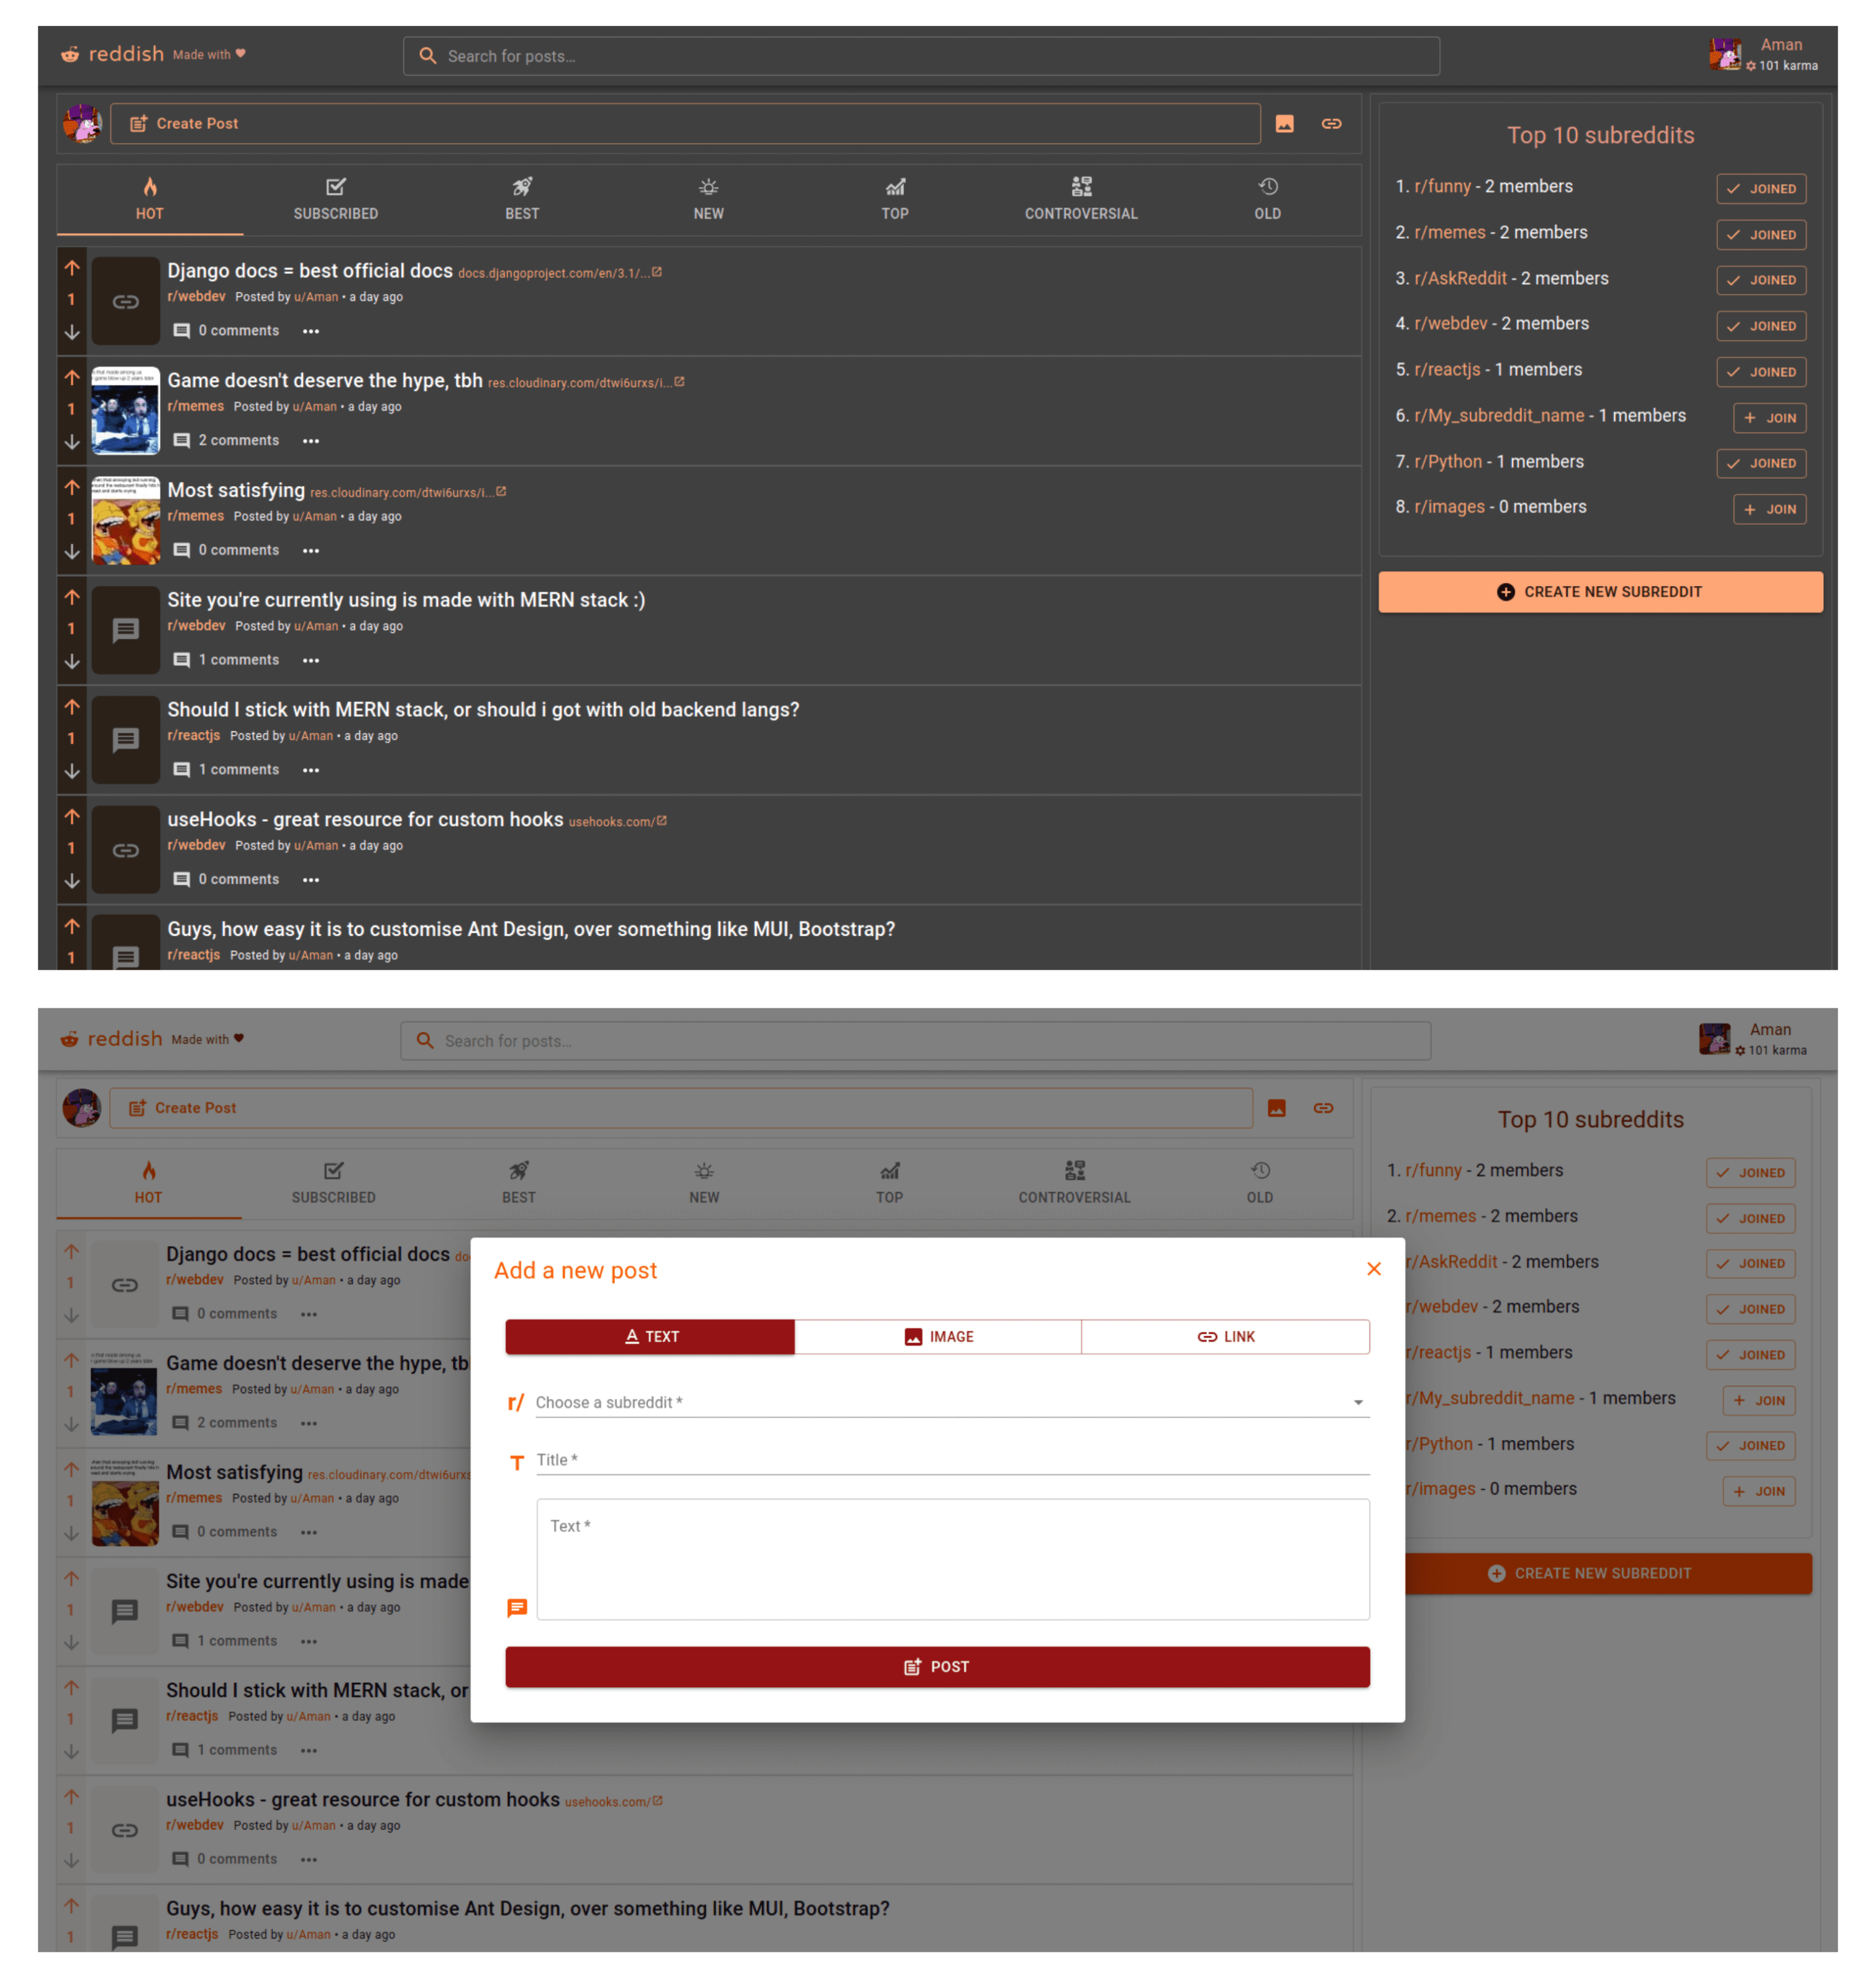 reddish Made with ♥
Search for posts…
Aman
101 karma
Create Post
HOT SUBSCRIBED BEST NEW TOP CONTROVERSIAL OLD
1
Django docs = best official docs docs.djangoproject.com/en/3.1/...
r/webdev Posted by u/Aman • a day ago
0 comments
1
Game doesn't deserve the hype, tbh res.cloudinary.com/dtwi6urxs/i...
r/memes Posted by u/Aman • a day ago
2 comments
1
Most satisfying res.cloudinary.com/dtwi6urxs/i...
r/memes Posted by u/Aman • a day ago
0 comments
1
Site you're currently using is made with MERN stack :)
r/webdev Posted by u/Aman • a day ago
1 comments
1
Should I stick with MERN stack, or should i got with old backend langs?
r/reactjs Posted by u/Aman • a day ago
1 comments
1
useHooks - great resource for custom hooks usehooks.com/
r/webdev Posted by u/Aman • a day ago
0 comments
1
Guys, how easy it is to customise Ant Design, over something like MUI, Bootstrap?
r/reactjs Posted by u/Aman • a day ago
Top 10 subreddits
1. r/funny - 2 members JOINED
2. r/memes - 2 members JOINED
3. r/AskReddit - 2 members JOINED
4. r/webdev - 2 members JOINED
5. r/reactjs - 1 members JOINED
6. r/My_subreddit_name - 1 members JOIN
7. r/Python - 1 members JOINED
8. r/images - 0 members JOIN
CREATE NEW SUBREDDIT
reddish Made with ♥
Search for posts…
Aman
101 karma
Create Post
HOT SUBSCRIBED BEST NEW TOP CONTROVERSIAL OLD
1
Django docs = best official docs do
r/webdev Posted by u/Aman • a day ago
0 comments
1
Game doesn't deserve the hype, tb
r/memes Posted by u/Aman • a day ago
2 comments
1
Most satisfying res.cloudinary.com/dtwi6urxs
r/memes Posted by u/Aman • a day ago
0 comments
1
Site you're currently using is made
r/webdev Posted by u/Aman • a day ago
1 comments
1
Should I stick with MERN stack, or
r/reactjs Posted by u/Aman • a day ago
1 comments
1
useHooks - great resource for custom hooks usehooks.com/
r/webdev Posted by u/Aman • a day ago
0 comments
1
Guys, how easy it is to customise Ant Design, over something like MUI, Bootstrap?
r/reactjs Posted by u/Aman • a day ago
Add a new post
TEXT IMAGE LINK
r/ Choose a subreddit *
T Title *
Text *
POST
Top 10 subreddits
1. r/funny - 2 members JOINED
2. r/memes - 2 members JOINED
r/AskReddit - 2 members JOINED
r/webdev - 2 members JOINED
r/reactjs - 1 members JOINED
r/My_subreddit_name - 1 members JOIN
r/Python - 1 members JOINED
r/images - 0 members JOIN
CREATE NEW SUBREDDIT